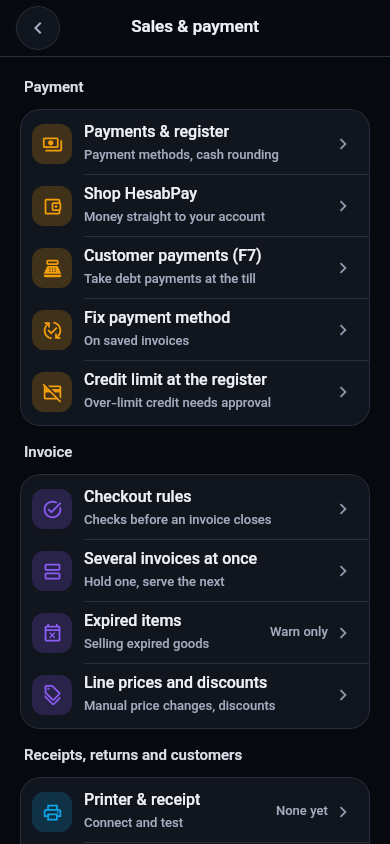 Sales & payment
Payment
Payments & register
Payment methods, cash rounding
Shop HesabPay
Money straight to your account
Customer payments (F7)
Take debt payments at the till
Fix payment method
On saved invoices
Credit limit at the register
Over-limit credit needs approval
Invoice
Checkout rules
Checks before an invoice closes
Several invoices at once
Hold one, serve the next
Expired items
Selling expired goods
Warn only
Line prices and discounts
Manual price changes, discounts
Receipts, returns and customers
Printer & receipt
Connect and test
None yet